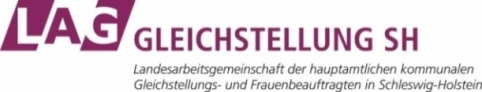 LAG GLEICHSTELLUNG SH
Landesarbeitsgemeinschaft der hauptamtlichen kommunalen
Gleichstellungs- und Frauenbeauftragten in Schleswig-Holstein